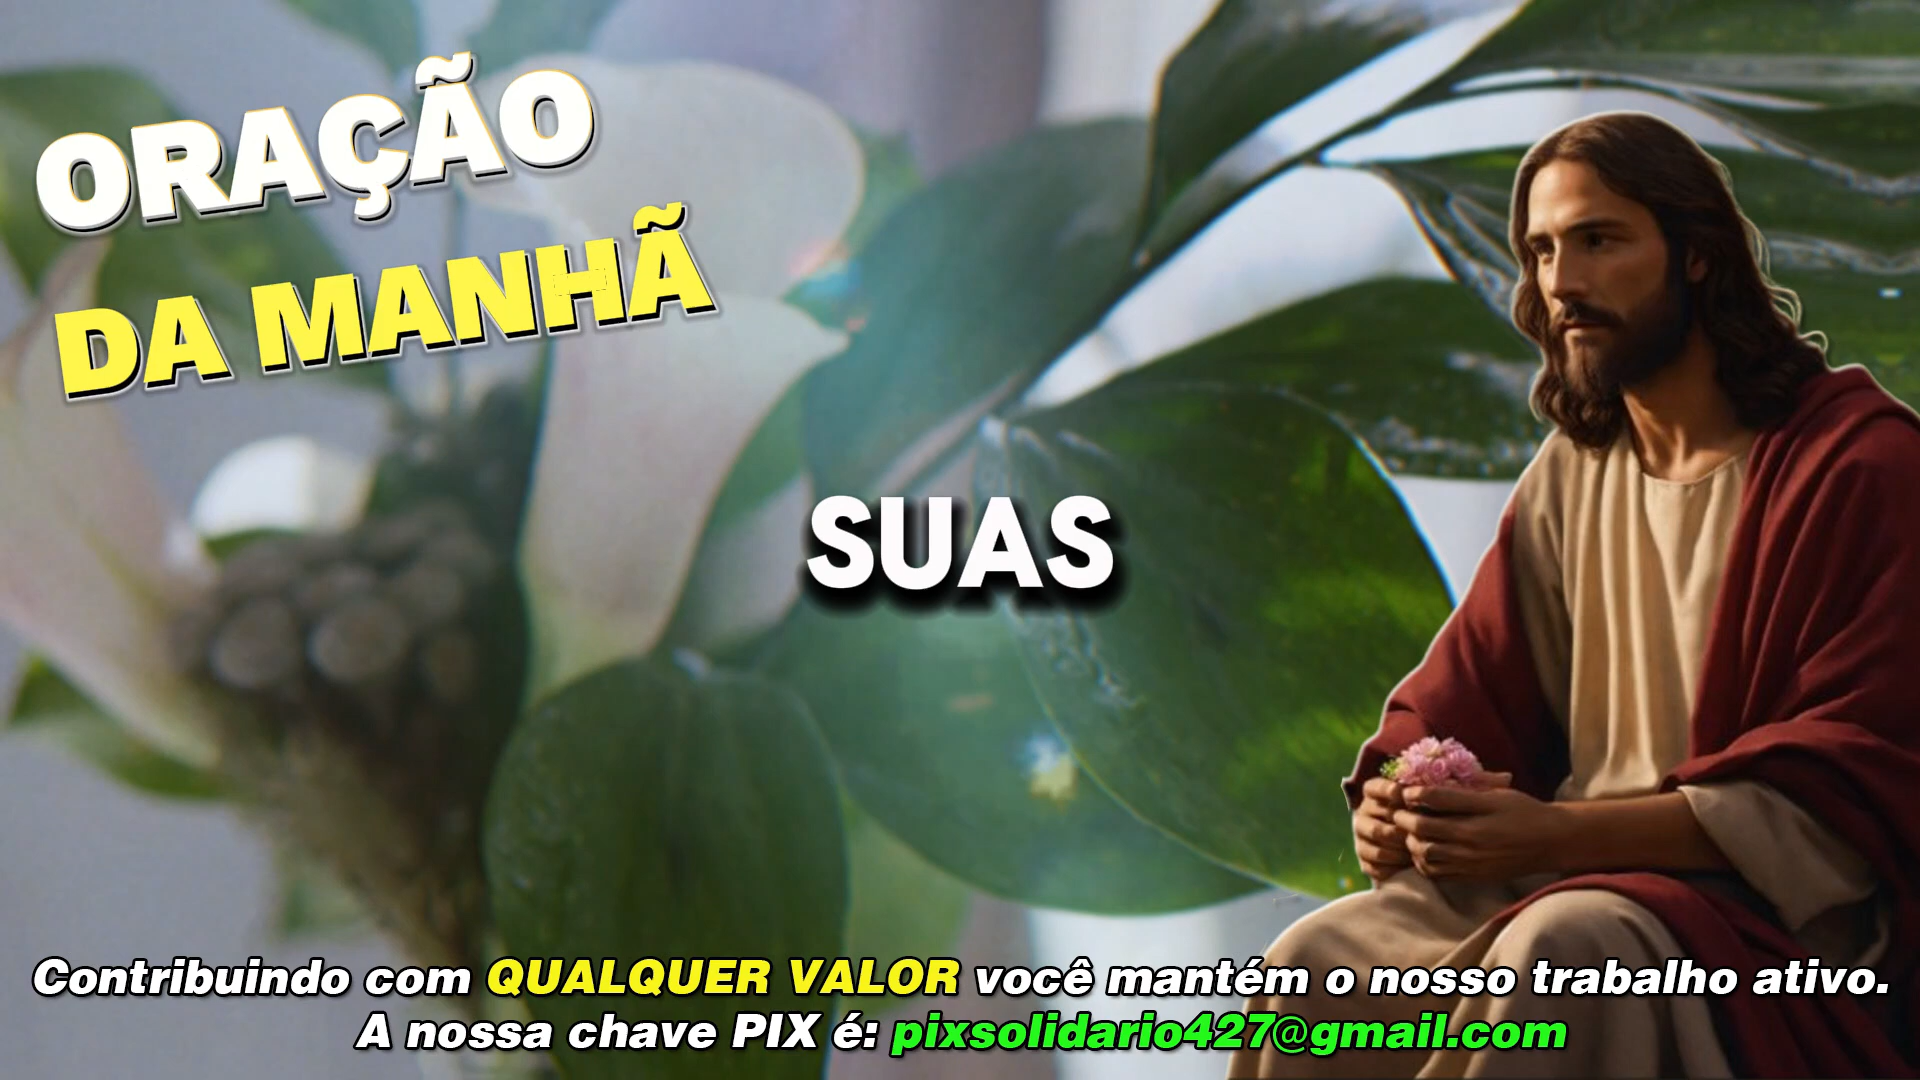 ORAÇÃO
DA MANHÃ
SUAS
Contribuindo com QUALQUER VALOR você mantém o nosso trabalho ativo.
A nossa chave PIX é: pixsolidario427@gmail.com